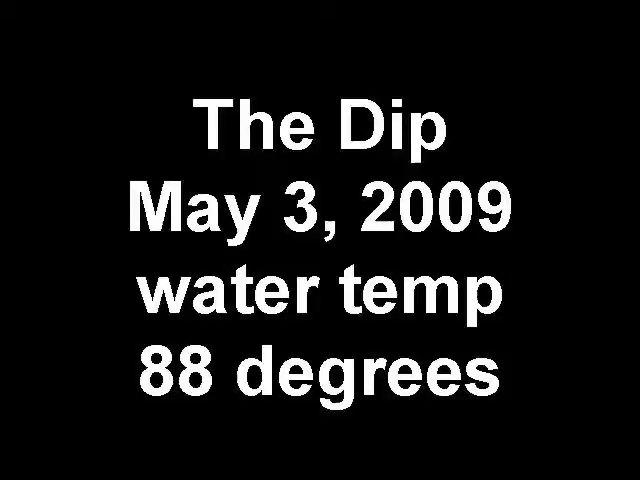 The Dip
May 3, 2009
water temp
88 degrees